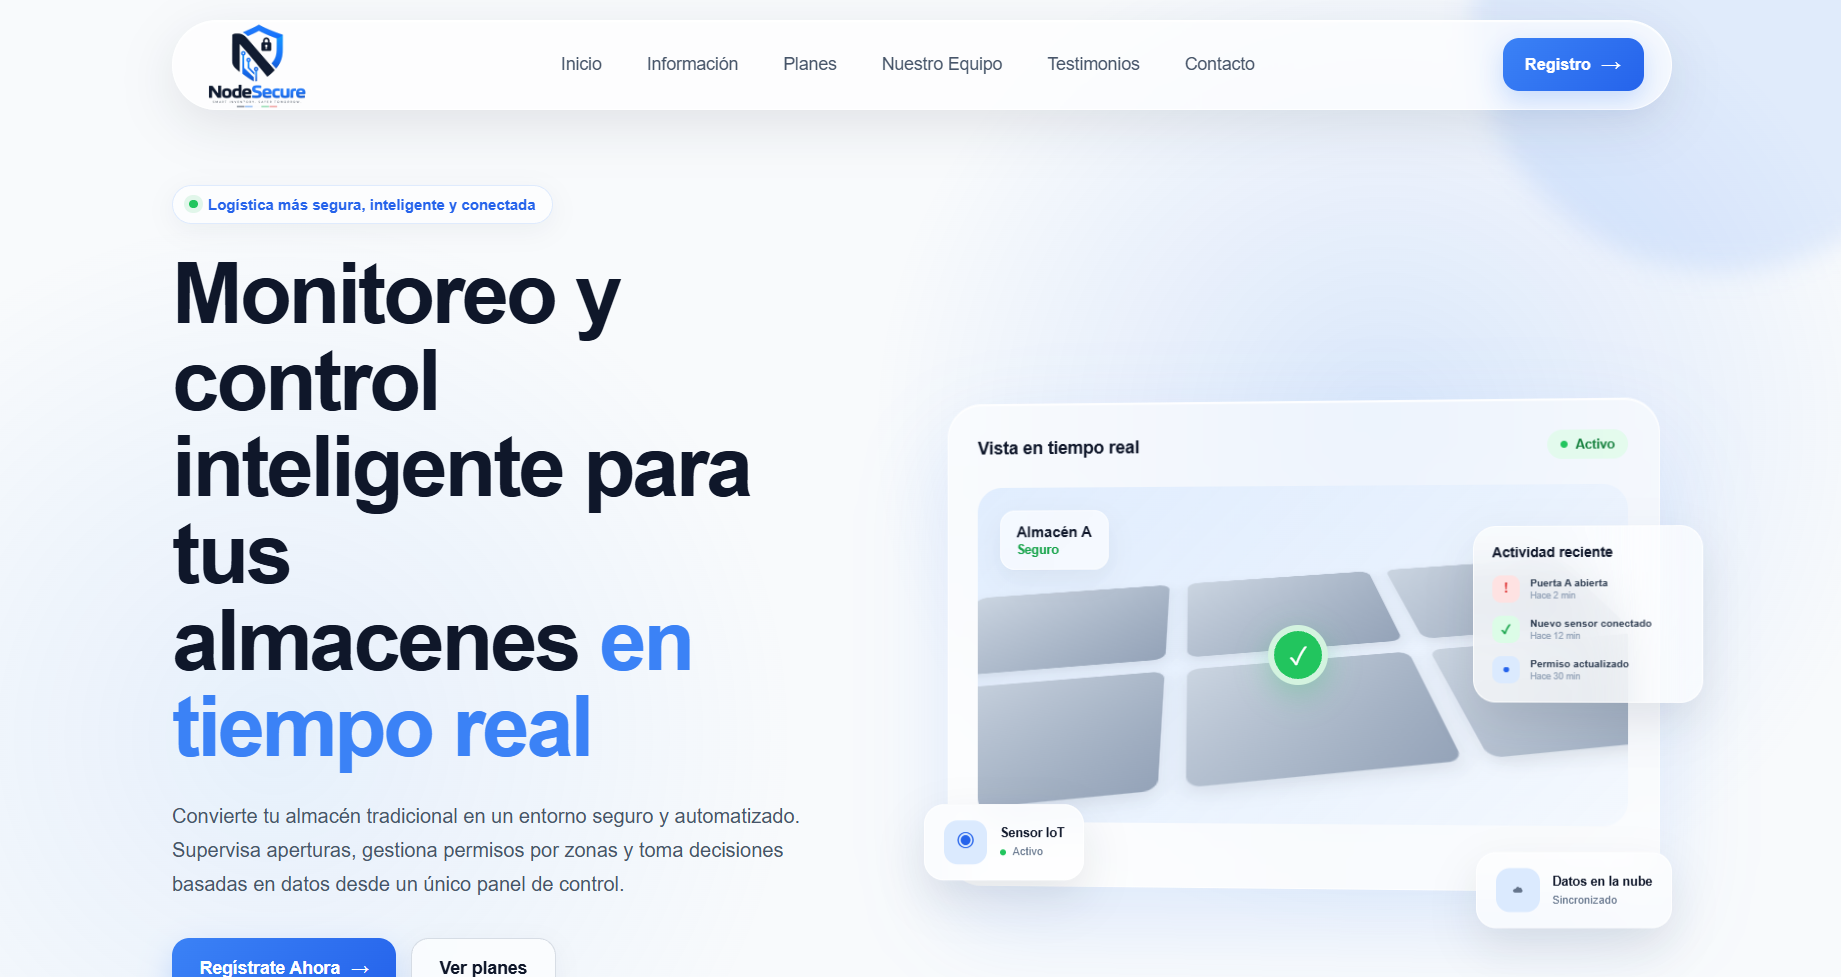 NodeSecure
Inicio
Información
Planes
Nuestro Equipo
Testimonios
Contacto
Registro →
Logística más segura, inteligente y conectada
Monitoreo y
control
inteligente para
tus
almacenes en
tiempo real
Convierte tu almacén tradicional en un entorno seguro y automatizado.
Supervisa aperturas, gestiona permisos por zonas y toma decisiones
basadas en datos desde un único panel de control.
Regístrate Ahora →
Ver planes
Vista en tiempo real
Activo
Almacén A
Seguro
Actividad reciente
Puerta A abierta
Hace 2 min
Nuevo sensor conectado
Hace 12 min
Permiso actualizado
Hace 30 min
Sensor IoT
Activo
Datos en la nube
Sincronizado